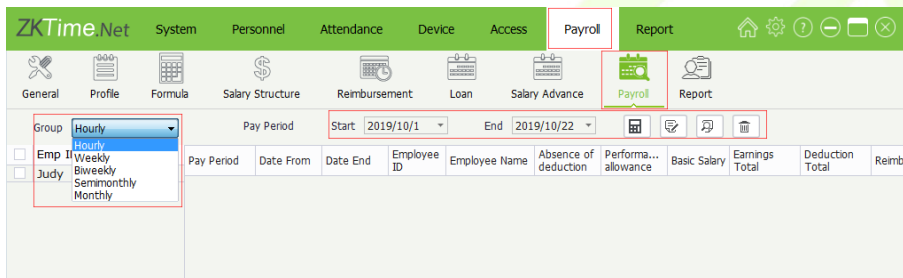 ZKTime.Net System Personnel Attendance Device Access Payroll Report
General Profile Formula Salary Structure Reimbursement Loan Salary Advance Payroll Report
Group Hourly Pay Period Start 2019/10/1 End 2019/10/22
Hourly
Weekly
Biweekly
Semimonthly
Monthly
Emp Pay Period Date From Date End Employee ID Employee Name Absence of deduction Performa... allowance Basic Salary Earnings Total Deduction Total Reimb
Judy